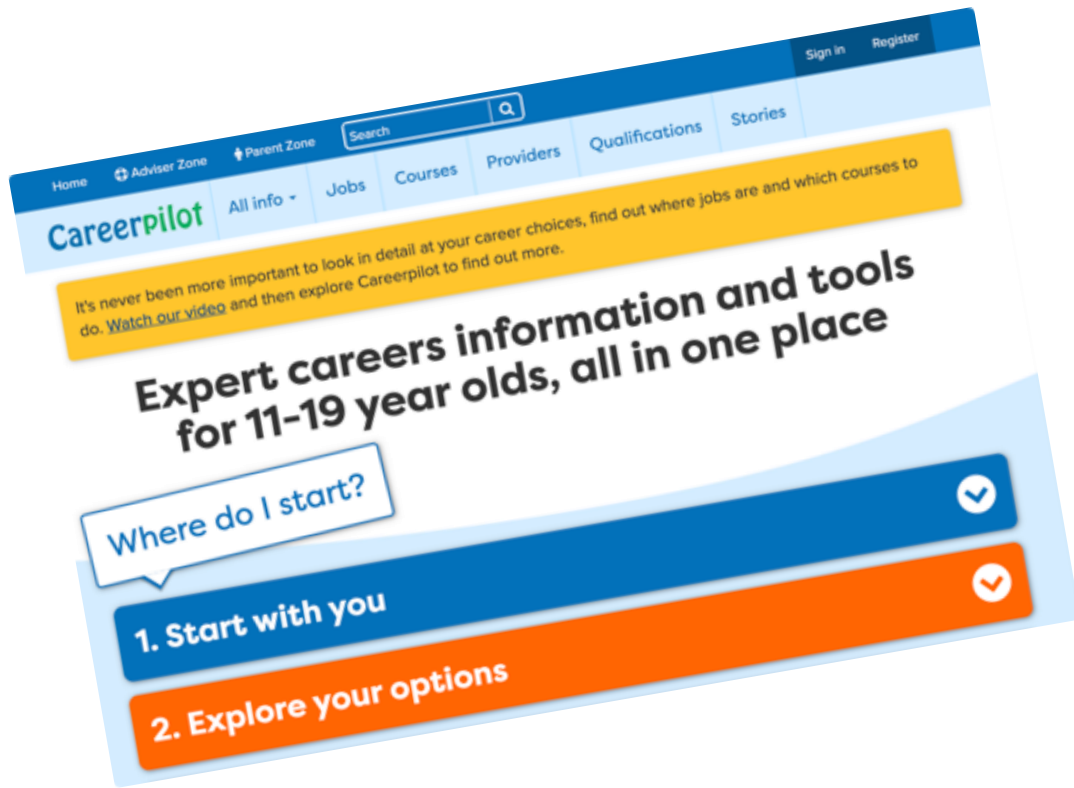 Home Adviser Zone Parent Zone Search Sign in Register
Careerpilot All info Jobs Courses Providers Qualifications Stories
It's never been more important to look in detail at your career choices, find out where jobs are and which courses to
do. Watch our video and then explore Careerpilot to find out more.
Expert careers information and tools
for 11-19 year olds, all in one place
Where do I start?
1. Start with you
2. Explore your options